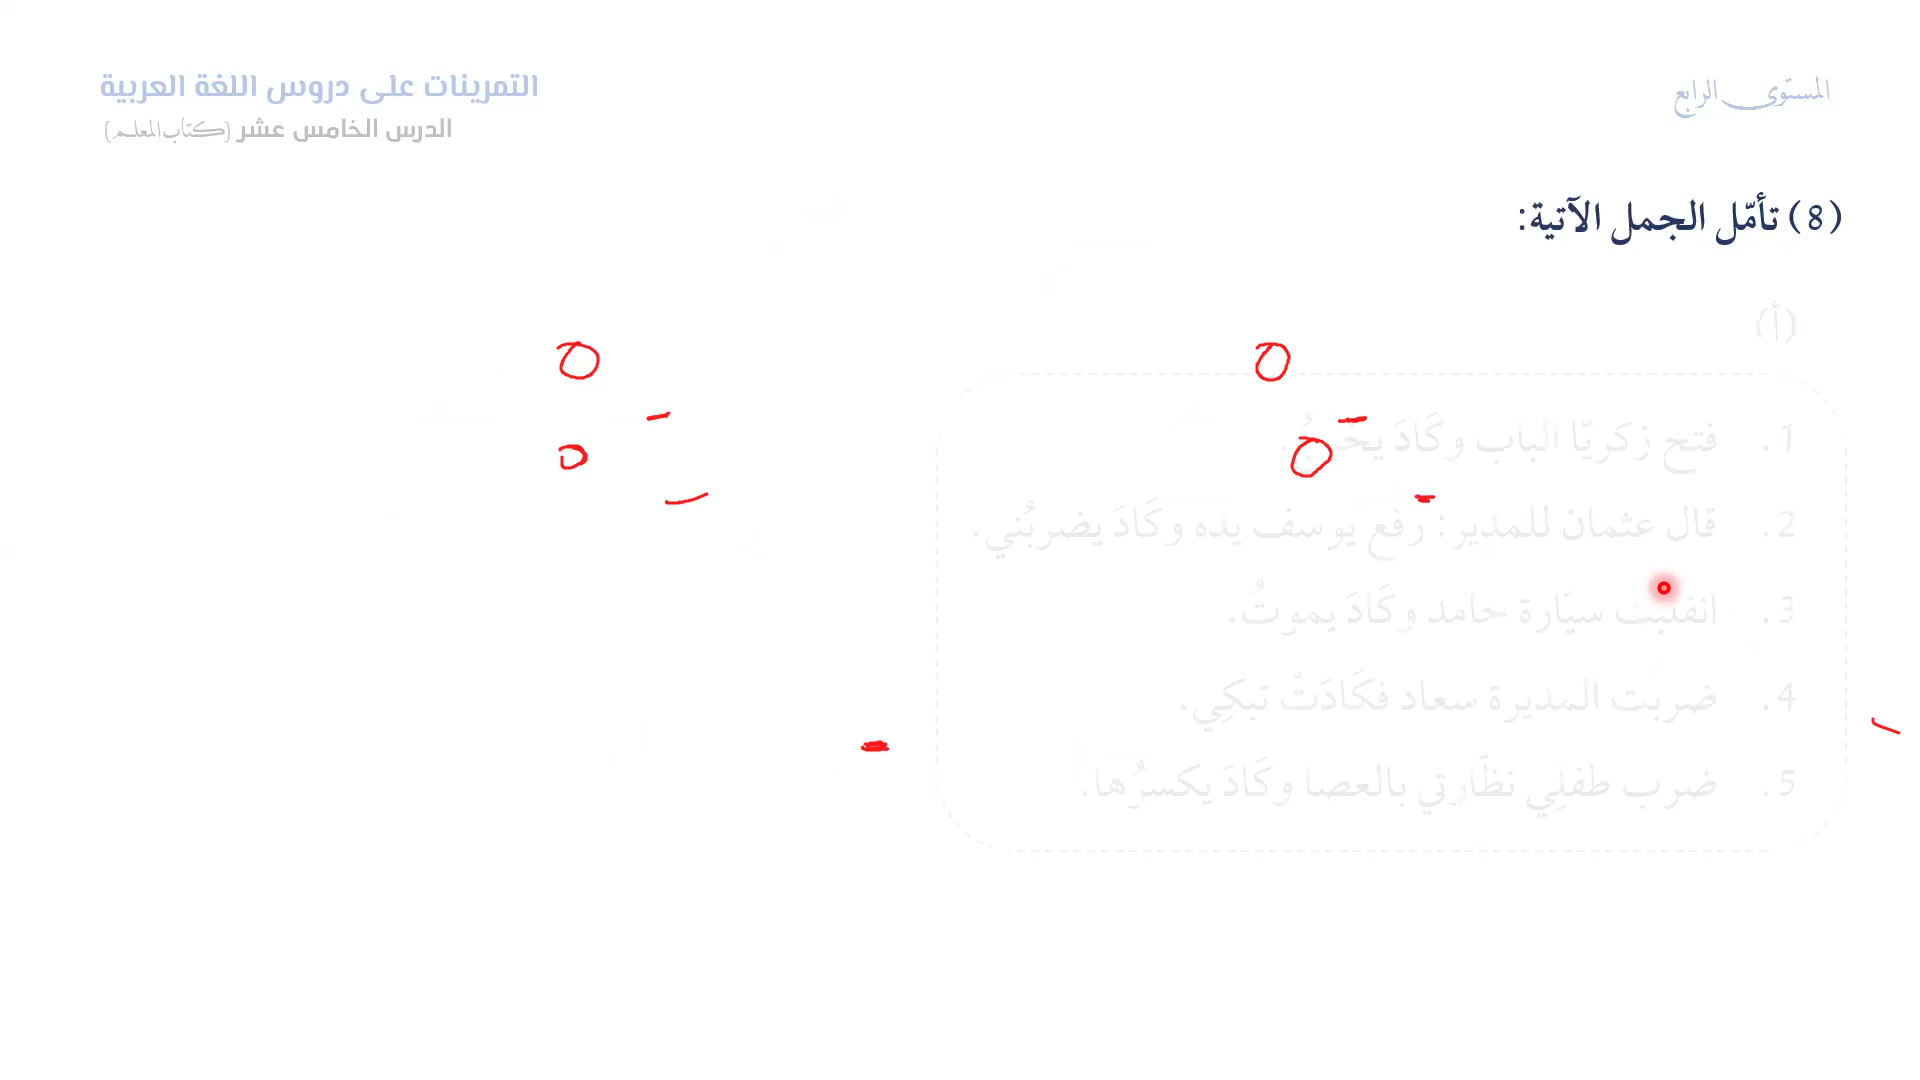 المستوى الرابع
التمرينات على دروس اللغة العربية
الدرس الخامس عشر (كتاب المعلم)
(8) تأمّل الجمل الآتية:
(أ)
1. فتح زكريّا الباب وكَادَ
2. قال عثمان للمدير: رفع يوسف يده وكَادَ يضربُني.
3. انقلبت سيّارة حامد وكَادَ يموتُ.
4. ضربت المديرة سعاد فكَادَتْ تبكِي.
5. ضرب طفلِي نظّارتي بالعصا وكَادَ يكسرُها.